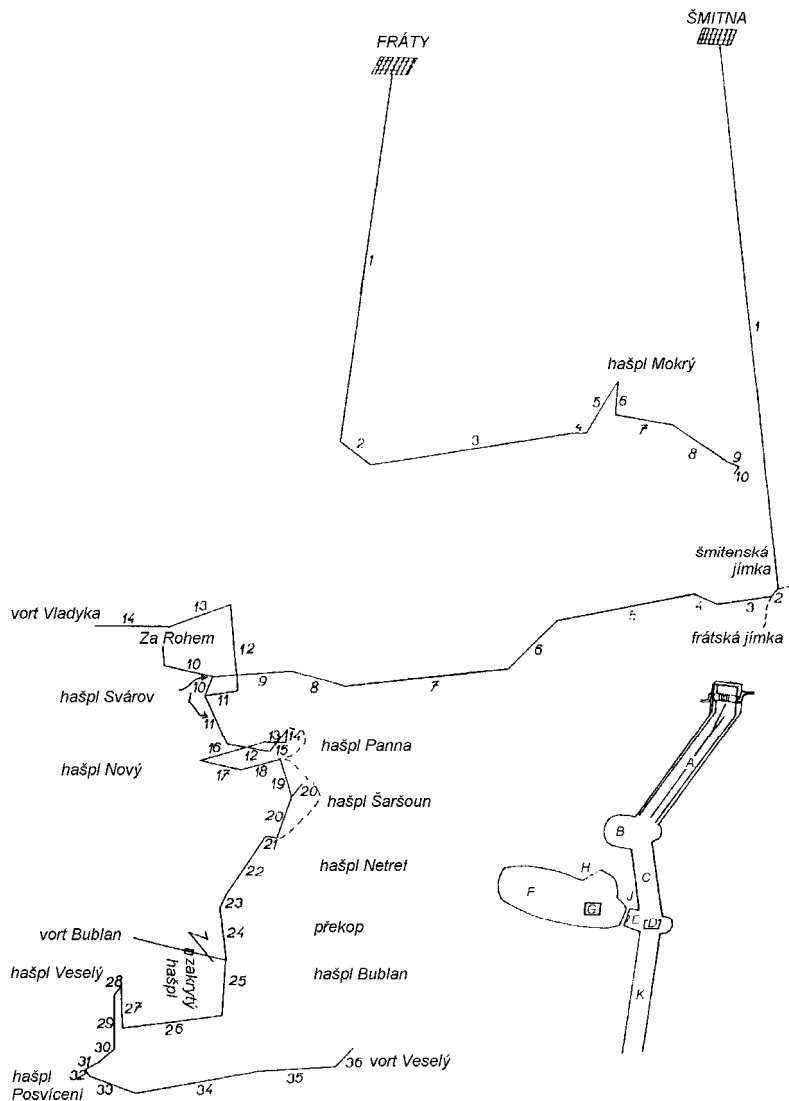 FRÁTY
ŠMITNA
1
1
hašpl Mokrý
5
6
2
3
4
7
8
9
10
šmitenská
jímka
2
3
4
5
frátská jímka
6
7
8
9
vort Vladyka
14
13
Za Rohem
12
10
10
11
hašpl Svárov
11
16
12
13
14
15
hašpl Panna
hašpl Nový
17
18
19
20
hašpl Šaršoun
20
21
22
hašpl Netref
23
24
překop
vort Bublan
zakrytý
hašpl
hašpl Veselý
28
25
hašpl Bublan
27
29
26
30
31
32
36
vort Veselý
hašpl
Posvícení
33
34
35
A
B
C
H
F
J
G
E
D
K